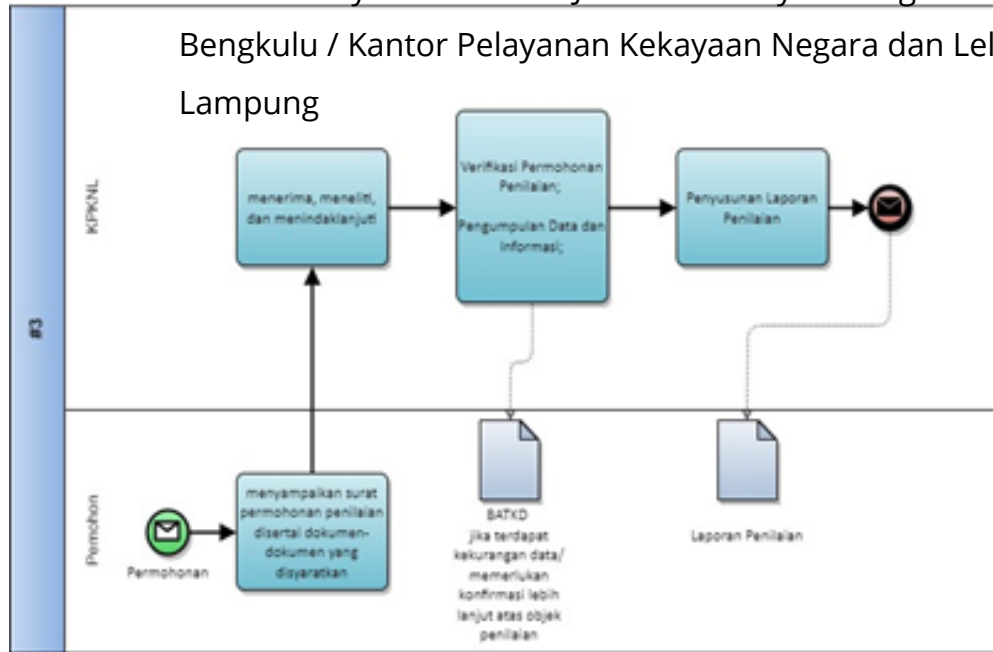 Bengkulu / Kantor Pelayanan Kekayaan Negara dan Lel
Lampung
#3
KPKNL
menerima, meneliti,
dan menindaklanjuti
Verifikasi Permohonan
Penilaian;
Pengumpulan Data dan
Informasi;
Penyusunan Laporan
Penilaian
Pemohon
Permohonan
menyampaikan surat
permohonan penilaian
disertai dokumen-
dokumen yang
disyaratkan
BATKD
jika terdapat
kekurangan data/
memerlukan
konfirmasi lebih
lanjut atas objek
penilaian
Laporan Penilaian